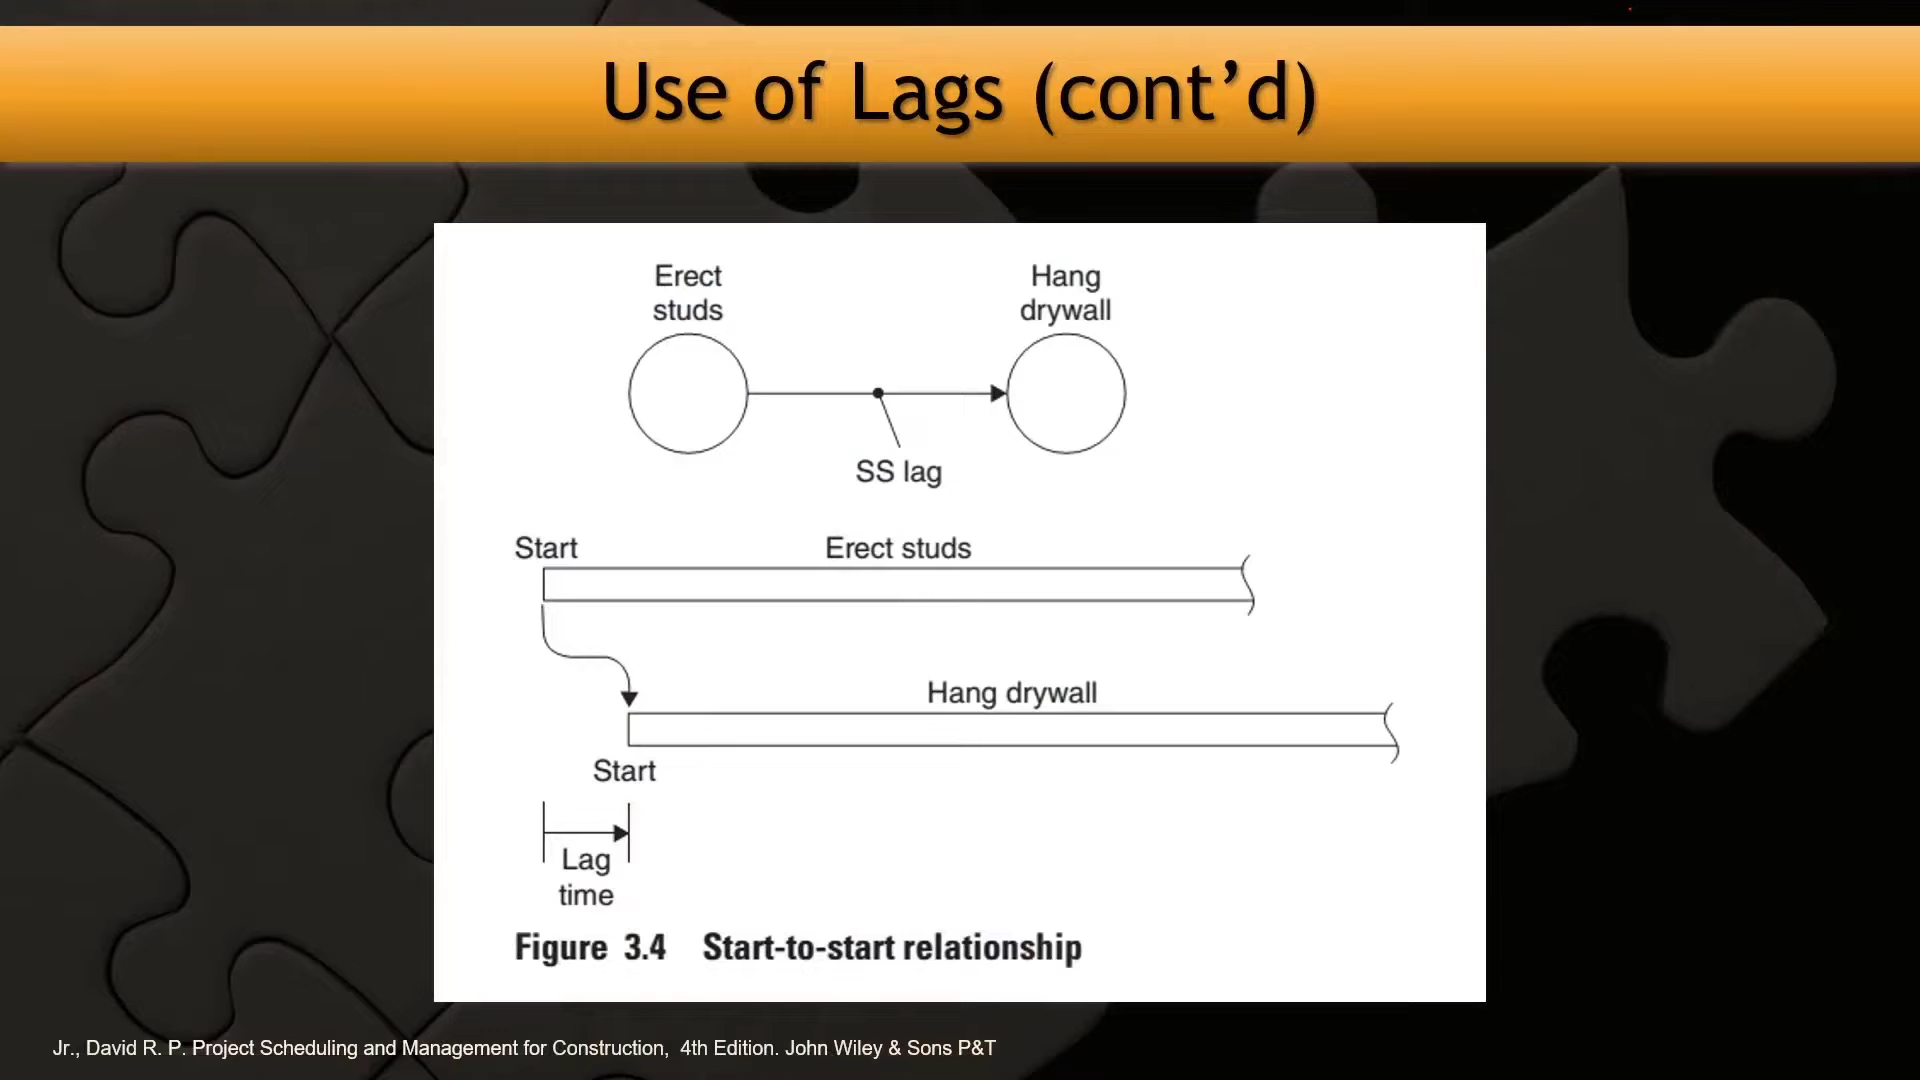 Use of Lags (cont’d)
Erect
studs
Hang
drywall
SS lag
Start
Erect studs
Hang drywall
Start
Lag
time
Figure 3.4 Start-to-start relationship
Jr., David R. P. Project Scheduling and Management for Construction, 4th Edition. John Wiley & Sons P&T